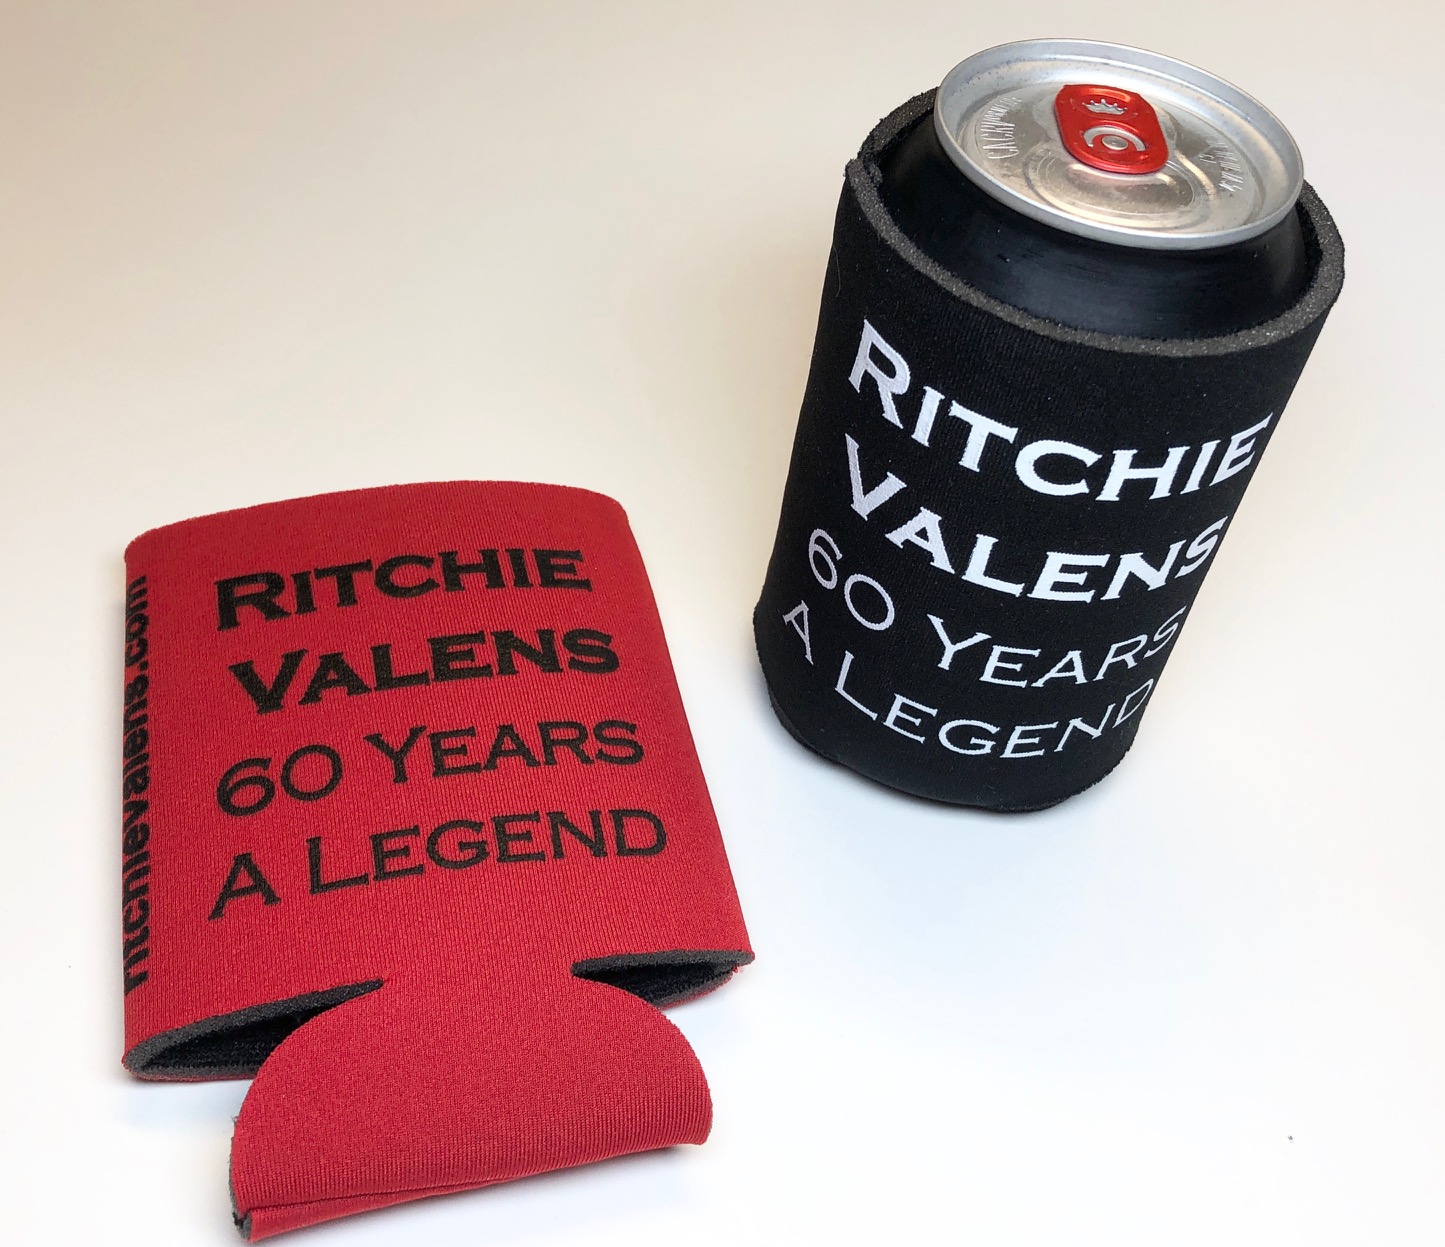 ritchievalens.com
RITCHIE
VALENS
60 YEARS
A LEGEND
RITCHIE
VALENS
60 YEARS
A LEGEND